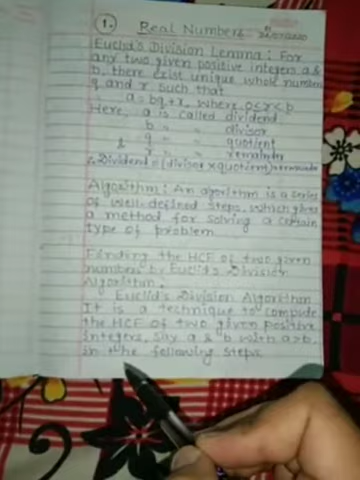 1. Real Numbers
Euclid's Division Lemma: For
any two given positive integers a &
b, there exist unique whole number
q and r such that
a = bq + r, where 0≤r<b
Here, a is called dividend
b " " divisor
q " " quotient
& r " " remainder
∴ Dividend = (divisor × quotient) + remainder
Algorithm: An algorithm is a series
of well-defined steps, which gives
a method for solving a certain
type of problem.
Finding the HCF of two given
numbers by Euclid's Division
Algorithm.
Euclid's Division Algorithm
It is a technique to compute
the HCF of two given positive
integers, say a & b with a>b,
in the following steps.